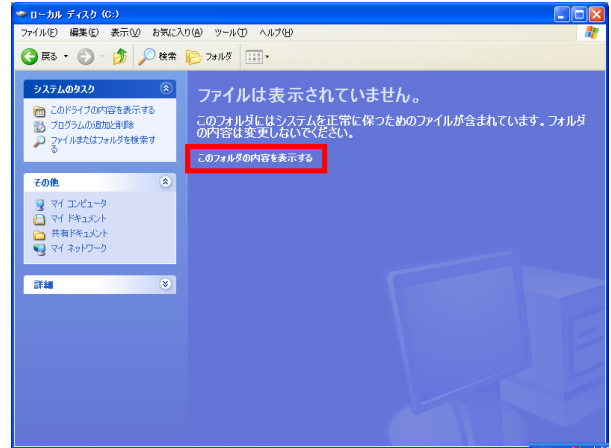 ローカル ディスク (C:)
ファイル(F) 編集(E) 表示(V) お気に入り(A) ツール(T) ヘルプ(H)
戻る 検索 フォルダ
システムのタスク
このドライブの内容を表示する
プログラムの追加と削除
ファイルまたはフォルダを検索す
る
その他
マイ コンピュータ
マイ ドキュメント
共有ドキュメント
マイ ネットワーク
詳細
ファイルは表示されていません。
このフォルダにはシステムを正常に保つためのファイルが含まれています。フォルダ
の内容は変更しないでください。
このフォルダの内容を表示する